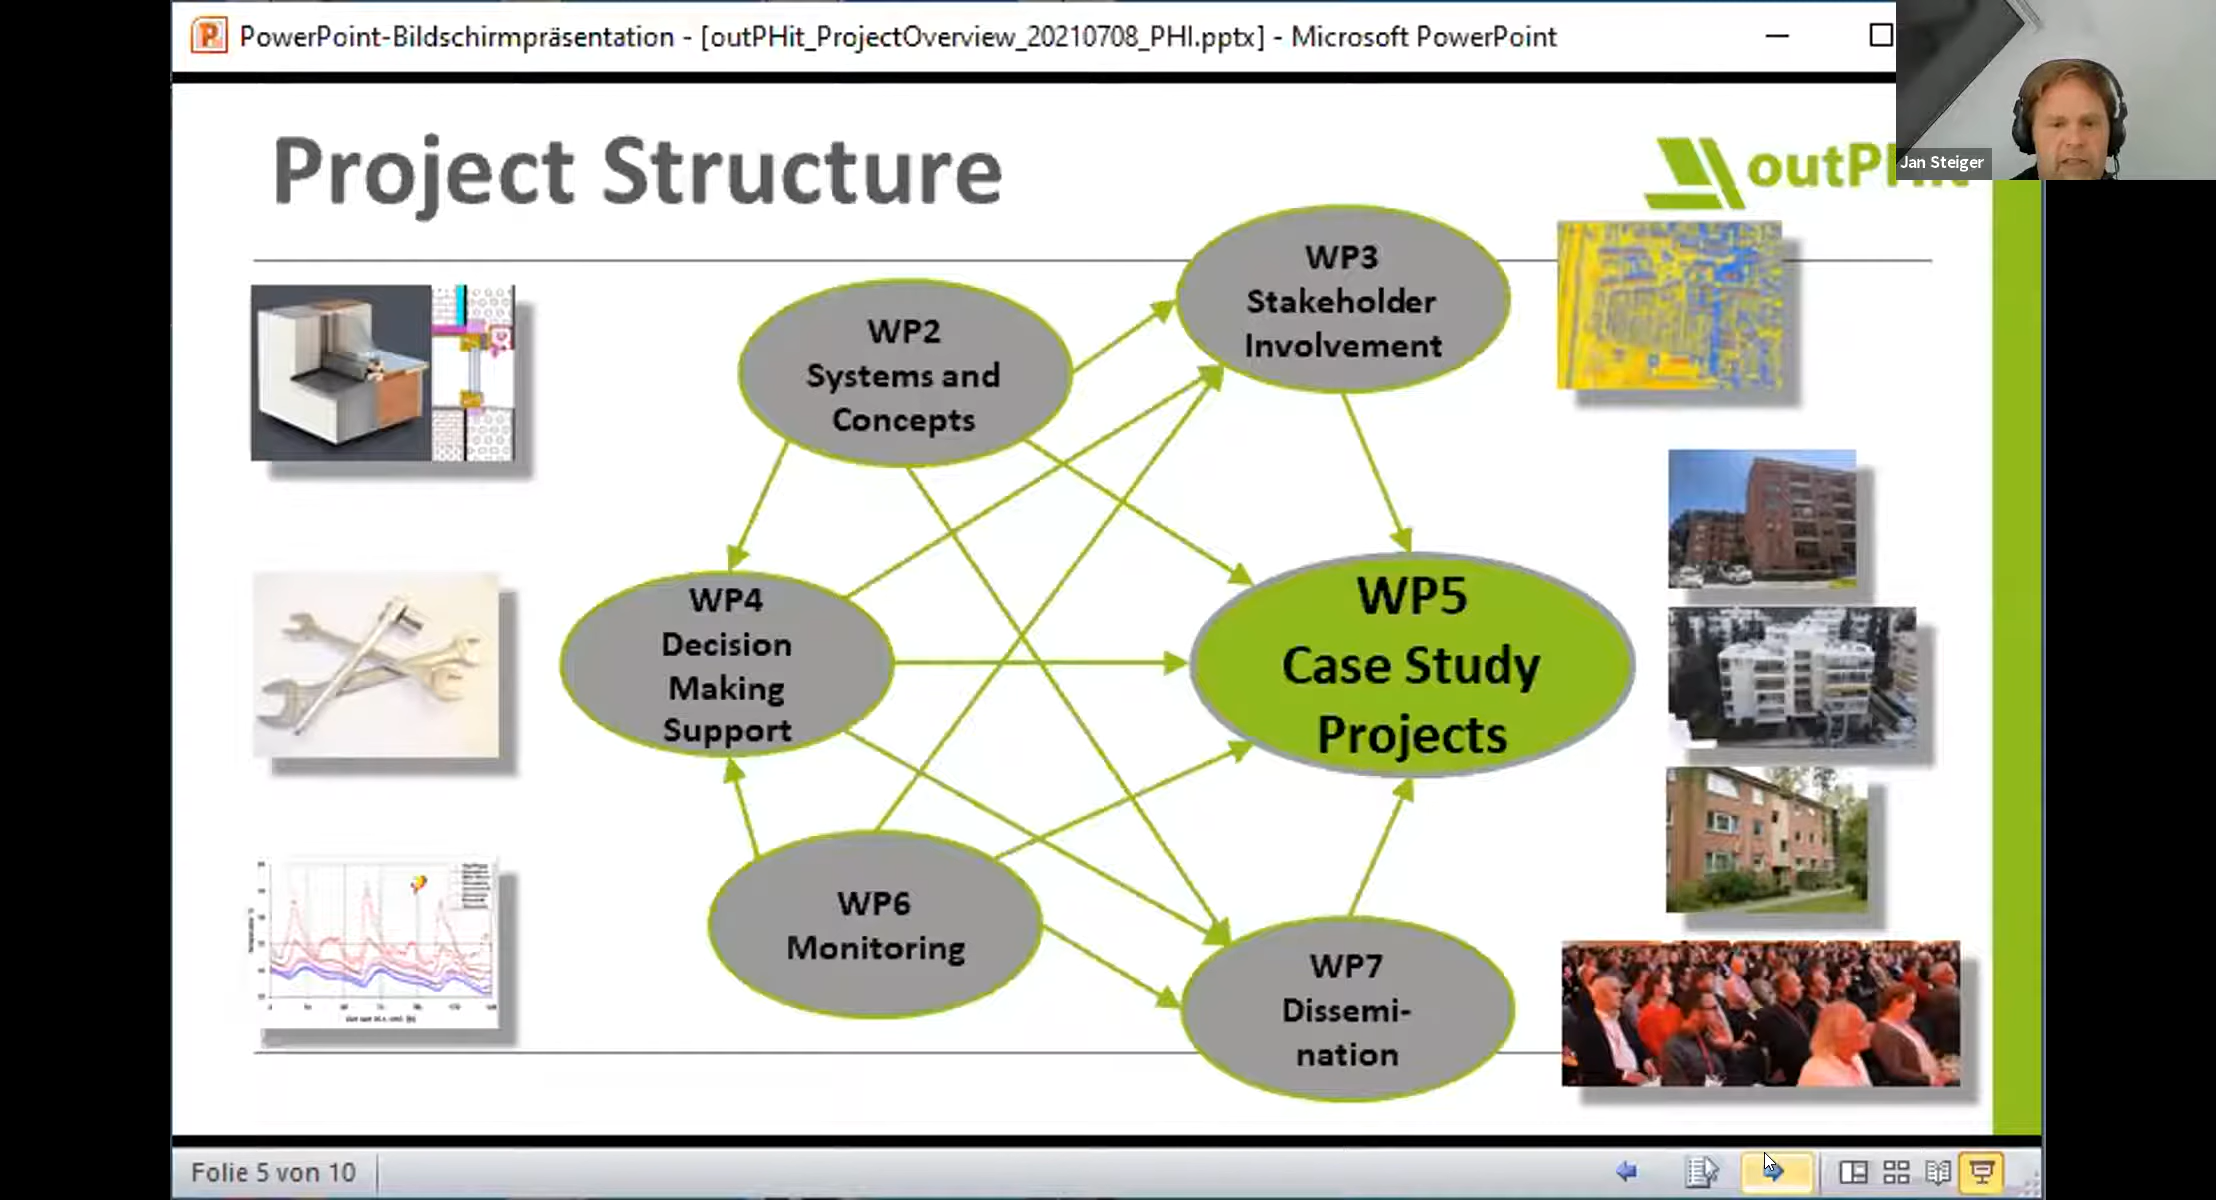 PowerPoint-Bildschirmpräsentation - [outPHit_ProjectOverview_20210708_PHI.pptx] - Microsoft PowerPoint
Jan Steiger
Project Structure
WP3
Stakeholder
Involvement
WP2
Systems and
Concepts
WP4
Decision
Making
Support
WP5
Case Study
Projects
WP6
Monitoring
WP7
Dissemi-
nation
Folie 5 von 10